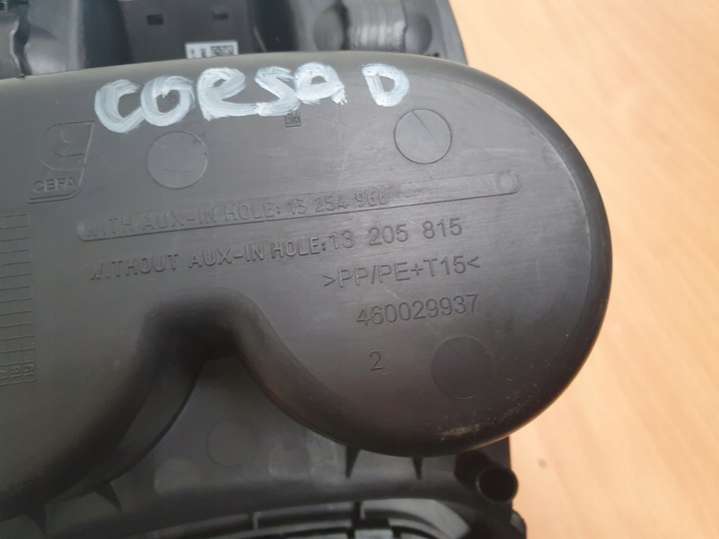 CORSA D
CEFA
WITH AUX-IN HOLE: 13 254 960
WITHOUT AUX-IN HOLE: 13 205 815
>PP/PE+T15<
460029937
2